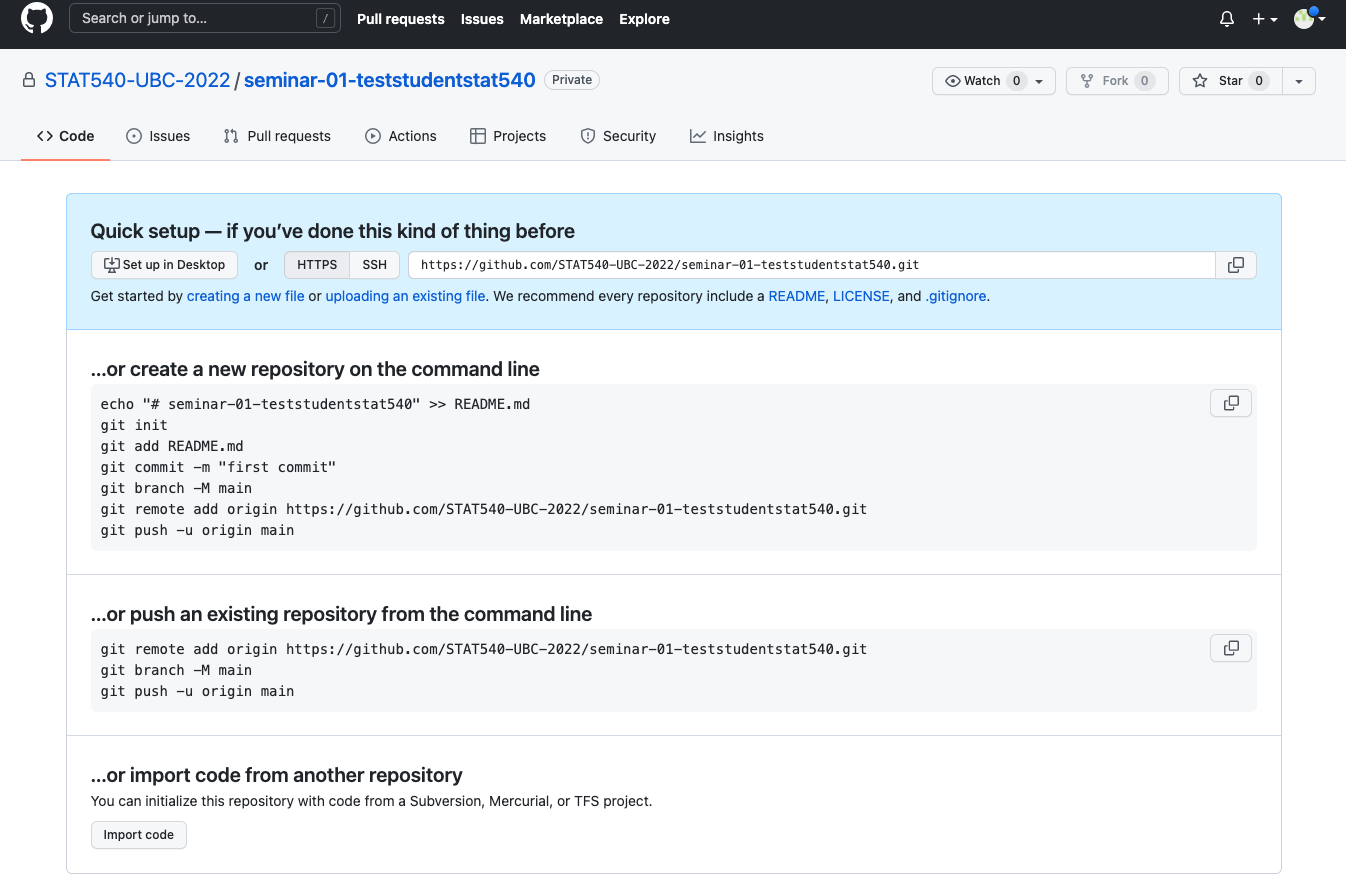 Search or jump to... /
Pull requests Issues Marketplace Explore
STAT540-UBC-2022 / seminar-01-teststudentstat540 Private
Watch 0 Fork 0 Star 0
Code Issues Pull requests Actions Projects Security Insights
Quick setup — if you’ve done this kind of thing before
Set up in Desktop or HTTPS SSH https://github.com/STAT540-UBC-2022/seminar-01-teststudentstat540.git
Get started by creating a new file or uploading an existing file. We recommend every repository include a README, LICENSE, and .gitignore.
...or create a new repository on the command line
echo "# seminar-01-teststudentstat540" >> README.md
git init
git add README.md
git commit -m "first commit"
git branch -M main
git remote add origin https://github.com/STAT540-UBC-2022/seminar-01-teststudentstat540.git
git push -u origin main
...or push an existing repository from the command line
git remote add origin https://github.com/STAT540-UBC-2022/seminar-01-teststudentstat540.git
git branch -M main
git push -u origin main
...or import code from another repository
You can initialize this repository with code from a Subversion, Mercurial, or TFS project.
Import code